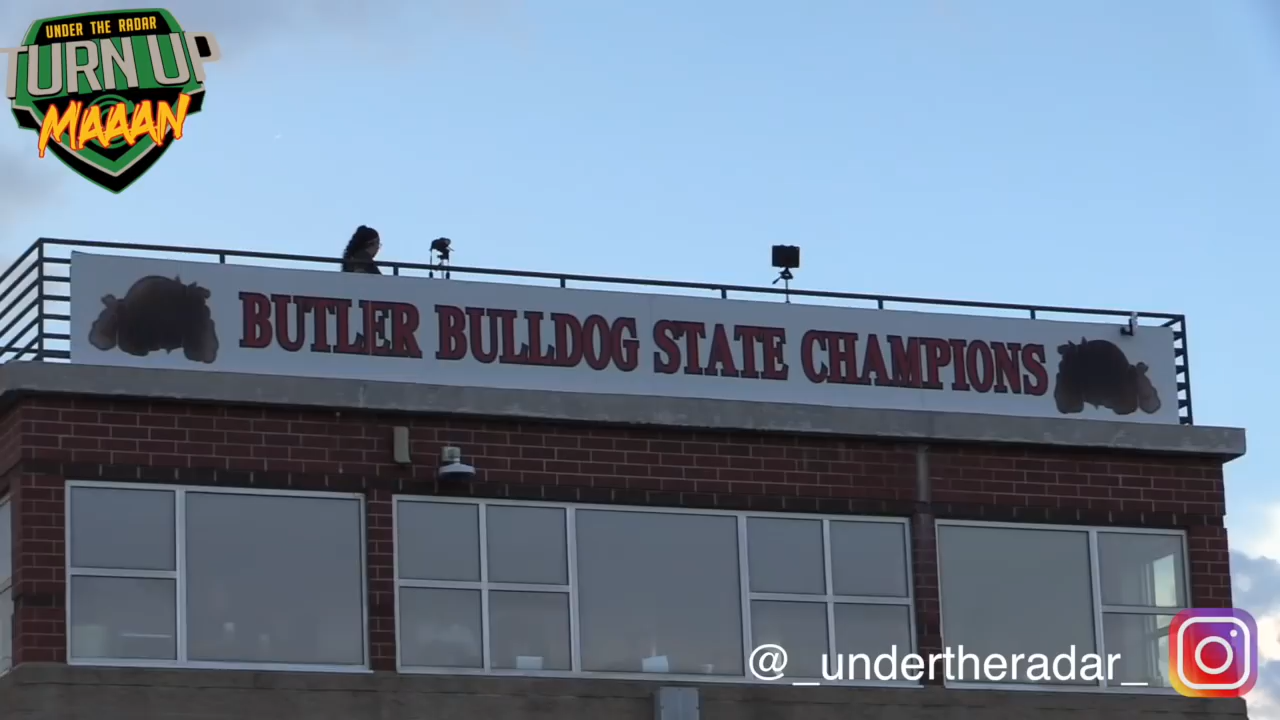 UNDER THE RADAR
TURN UP
MAAAN
BUTLER BULLDOG STATE CHAMPIONS
@_undertheradar_